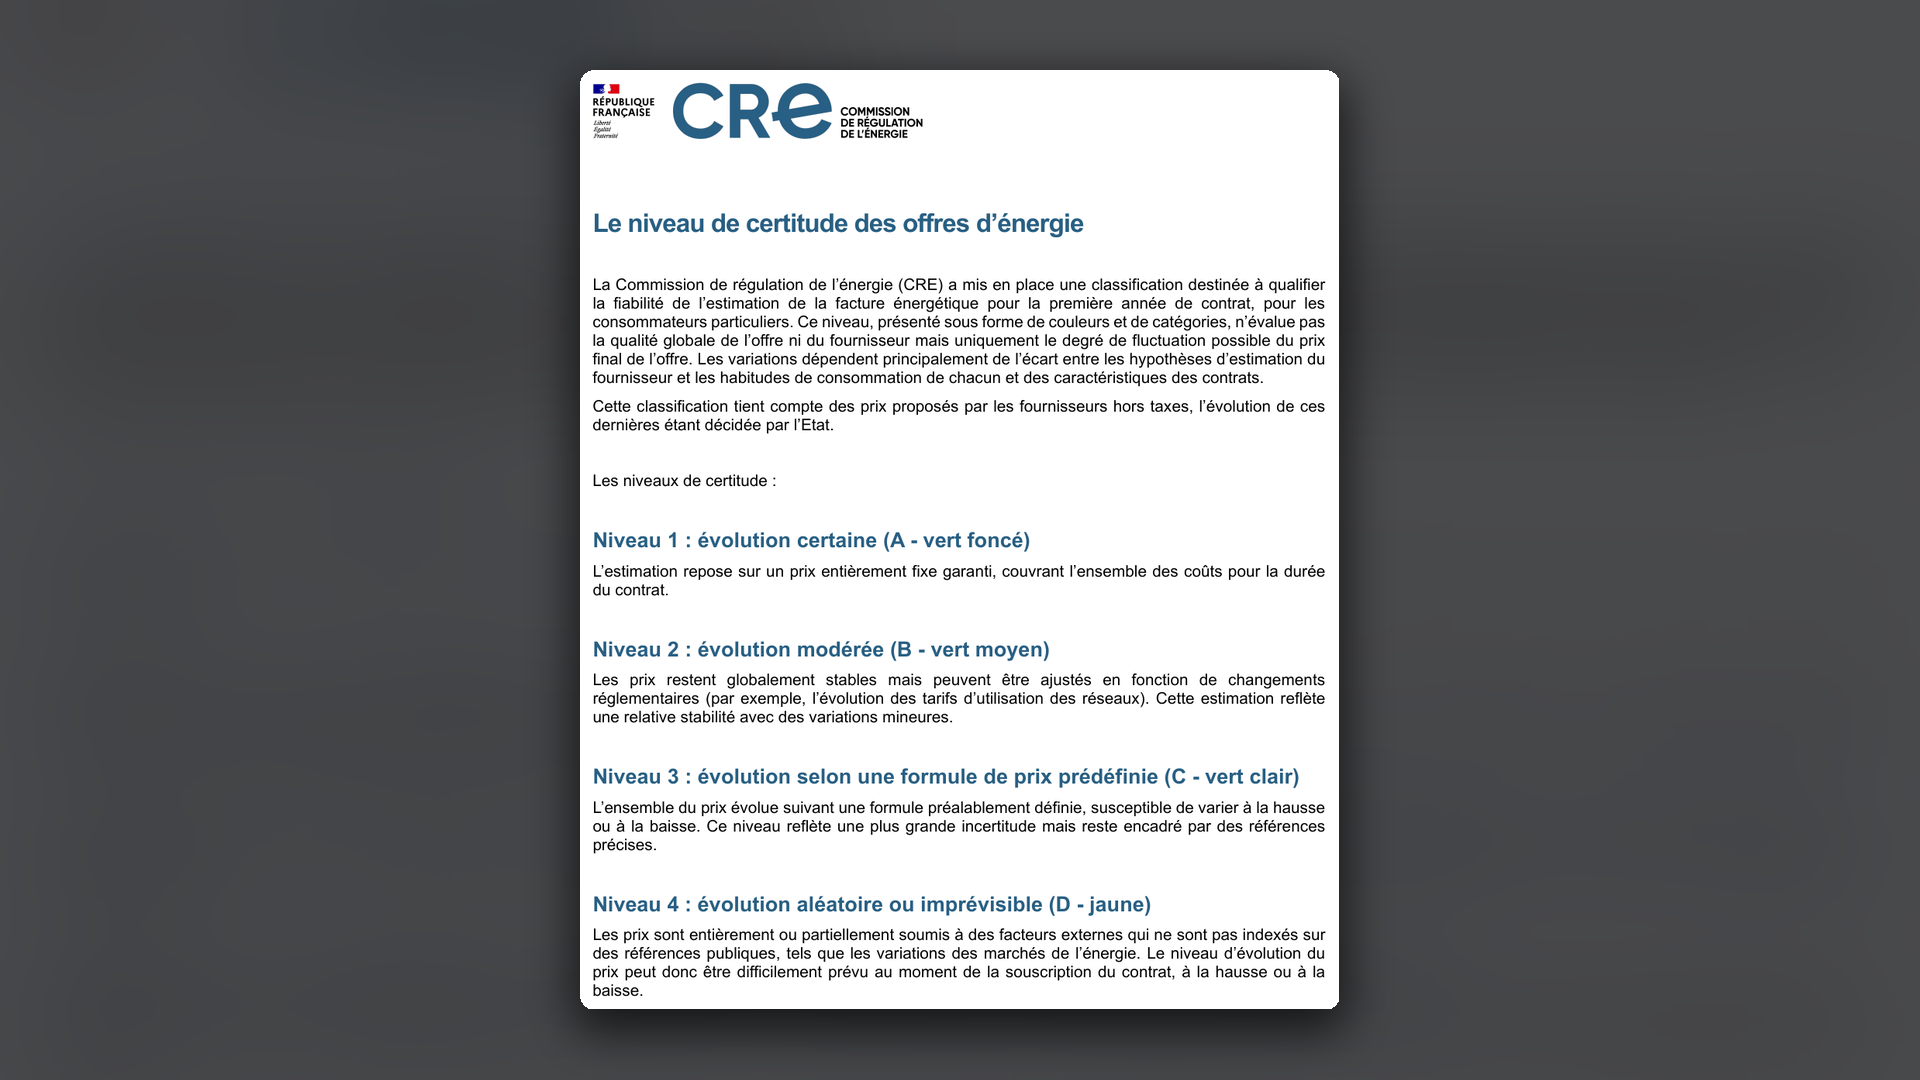 RÉPUBLIQUE
FRANÇAISE
Liberté
Égalité
Fraternité
CRe
COMMISSION
DE RÉGULATION
DE L'ÉNERGIE
Le niveau de certitude des offres d’énergie
La Commission de régulation de l’énergie (CRE) a mis en place une classification destinée à qualifier
la fiabilité de l’estimation de la facture énergétique pour la première année de contrat, pour les
consommateurs particuliers. Ce niveau, présenté sous forme de couleurs et de catégories, n’évalue pas
la qualité globale de l’offre ni du fournisseur mais uniquement le degré de fluctuation possible du prix
final de l’offre. Les variations dépendent principalement de l’écart entre les hypothèses d’estimation du
fournisseur et les habitudes de consommation de chacun et des caractéristiques des contrats.
Cette classification tient compte des prix proposés par les fournisseurs hors taxes, l’évolution de ces
dernières étant décidée par l’Etat.
Les niveaux de certitude :
Niveau 1 : évolution certaine (A - vert foncé)
L’estimation repose sur un prix entièrement fixe garanti, couvrant l’ensemble des coûts pour la durée
du contrat.
Niveau 2 : évolution modérée (B - vert moyen)
Les prix restent globalement stables mais peuvent être ajustés en fonction de changements
réglementaires (par exemple, l’évolution des tarifs d’utilisation des réseaux). Cette estimation reflète
une relative stabilité avec des variations mineures.
Niveau 3 : évolution selon une formule de prix prédéfinie (C - vert clair)
L’ensemble du prix évolue suivant une formule préalablement définie, susceptible de varier à la hausse
ou à la baisse. Ce niveau reflète une plus grande incertitude mais reste encadré par des références
précises.
Niveau 4 : évolution aléatoire ou imprévisible (D - jaune)
Les prix sont entièrement ou partiellement soumis à des facteurs externes qui ne sont pas indexés sur
des références publiques, tels que les variations des marchés de l’énergie. Le niveau d’évolution du
prix peut donc être difficilement prévu au moment de la souscription du contrat, à la hausse ou à la
baisse.